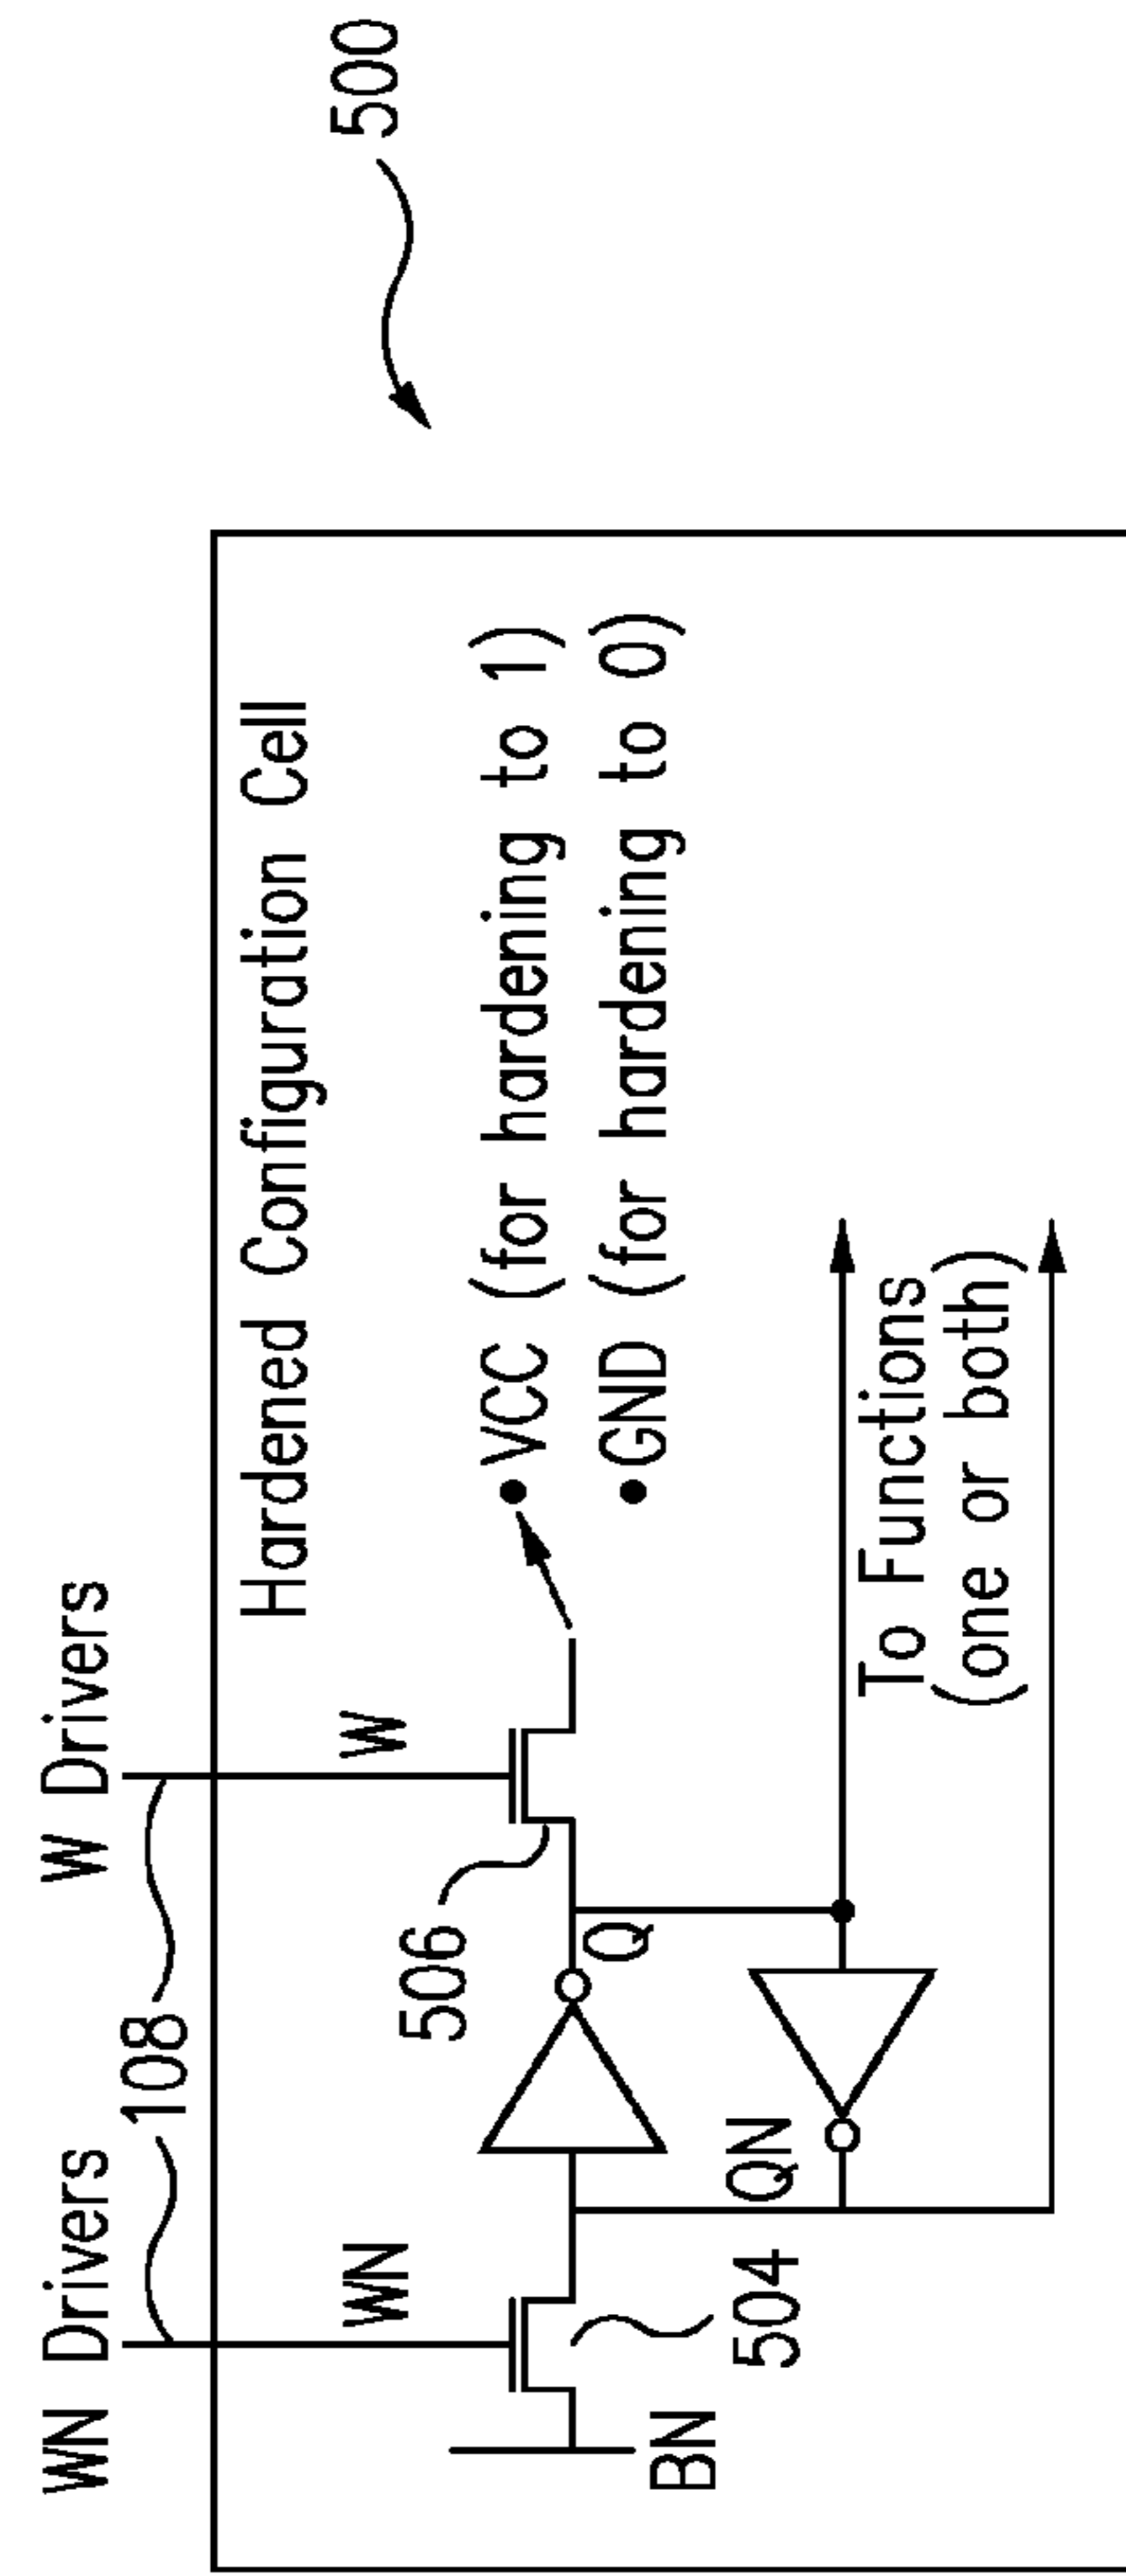 WN Drivers
108
W Drivers
500
Hardened Configuration Cell
WN
W
506
VCC (for hardening to 1)
GND (for hardening to 0)
Q
BN
504
QN
To Functions
(one or both)